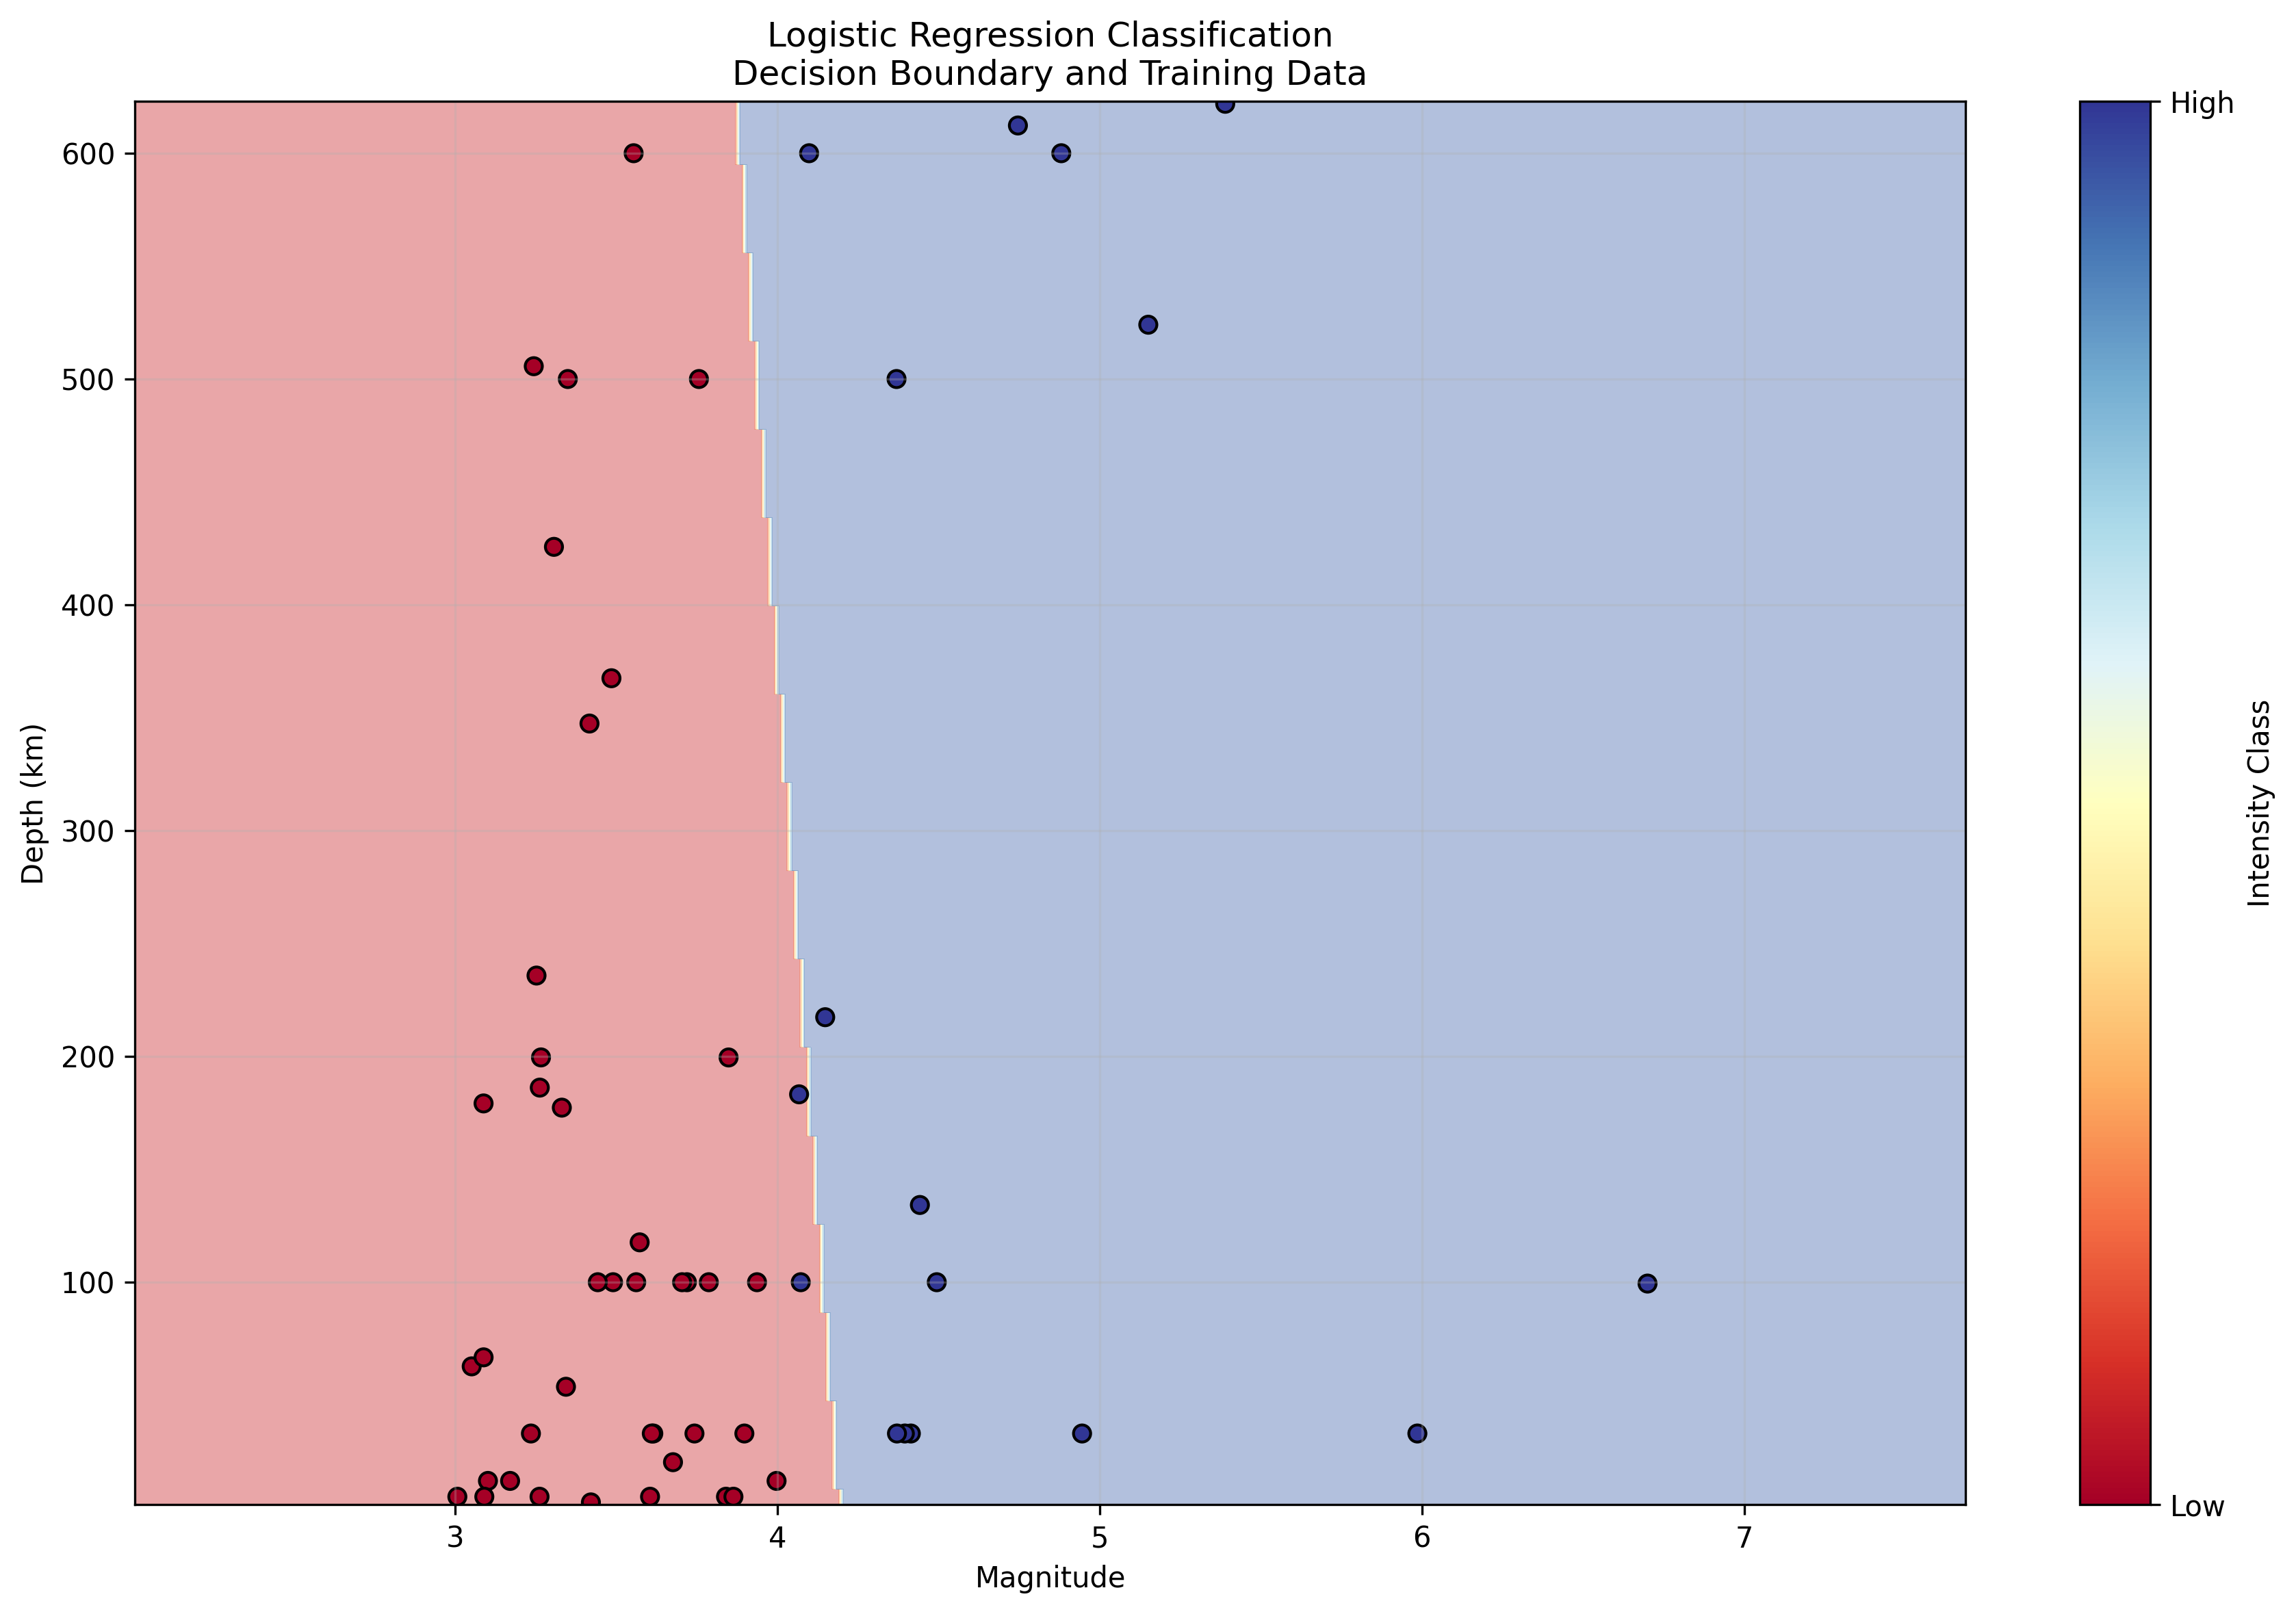 Logistic Regression Classification
Decision Boundary and Training Data
High
600
500
400
300
200
100
Depth (km)
Intensity Class
Low
3
4
5
6
7
Magnitude